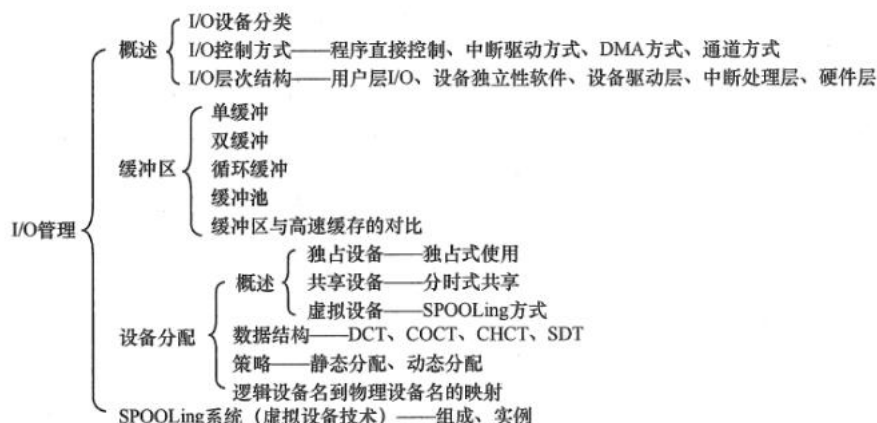 I/O设备分类
概述
I/O控制方式——程序直接控制、中断驱动方式、DMA方式、通道方式
I/O层次结构——用户层I/O、设备独立性软件、设备驱动层、中断处理层、硬件层
单缓冲
双缓冲
缓冲区
循环缓冲
缓冲池
缓冲区与高速缓存的对比
I/O管理
独占设备——独占式使用
概述
共享设备——分时式共享
虚拟设备——SPOOLing方式
设备分配
数据结构——DCT、COCT、CHCT、SDT
策略——静态分配、动态分配
逻辑设备名到物理设备名的映射
SPOOLing系统（虚拟设备技术）——组成、实例